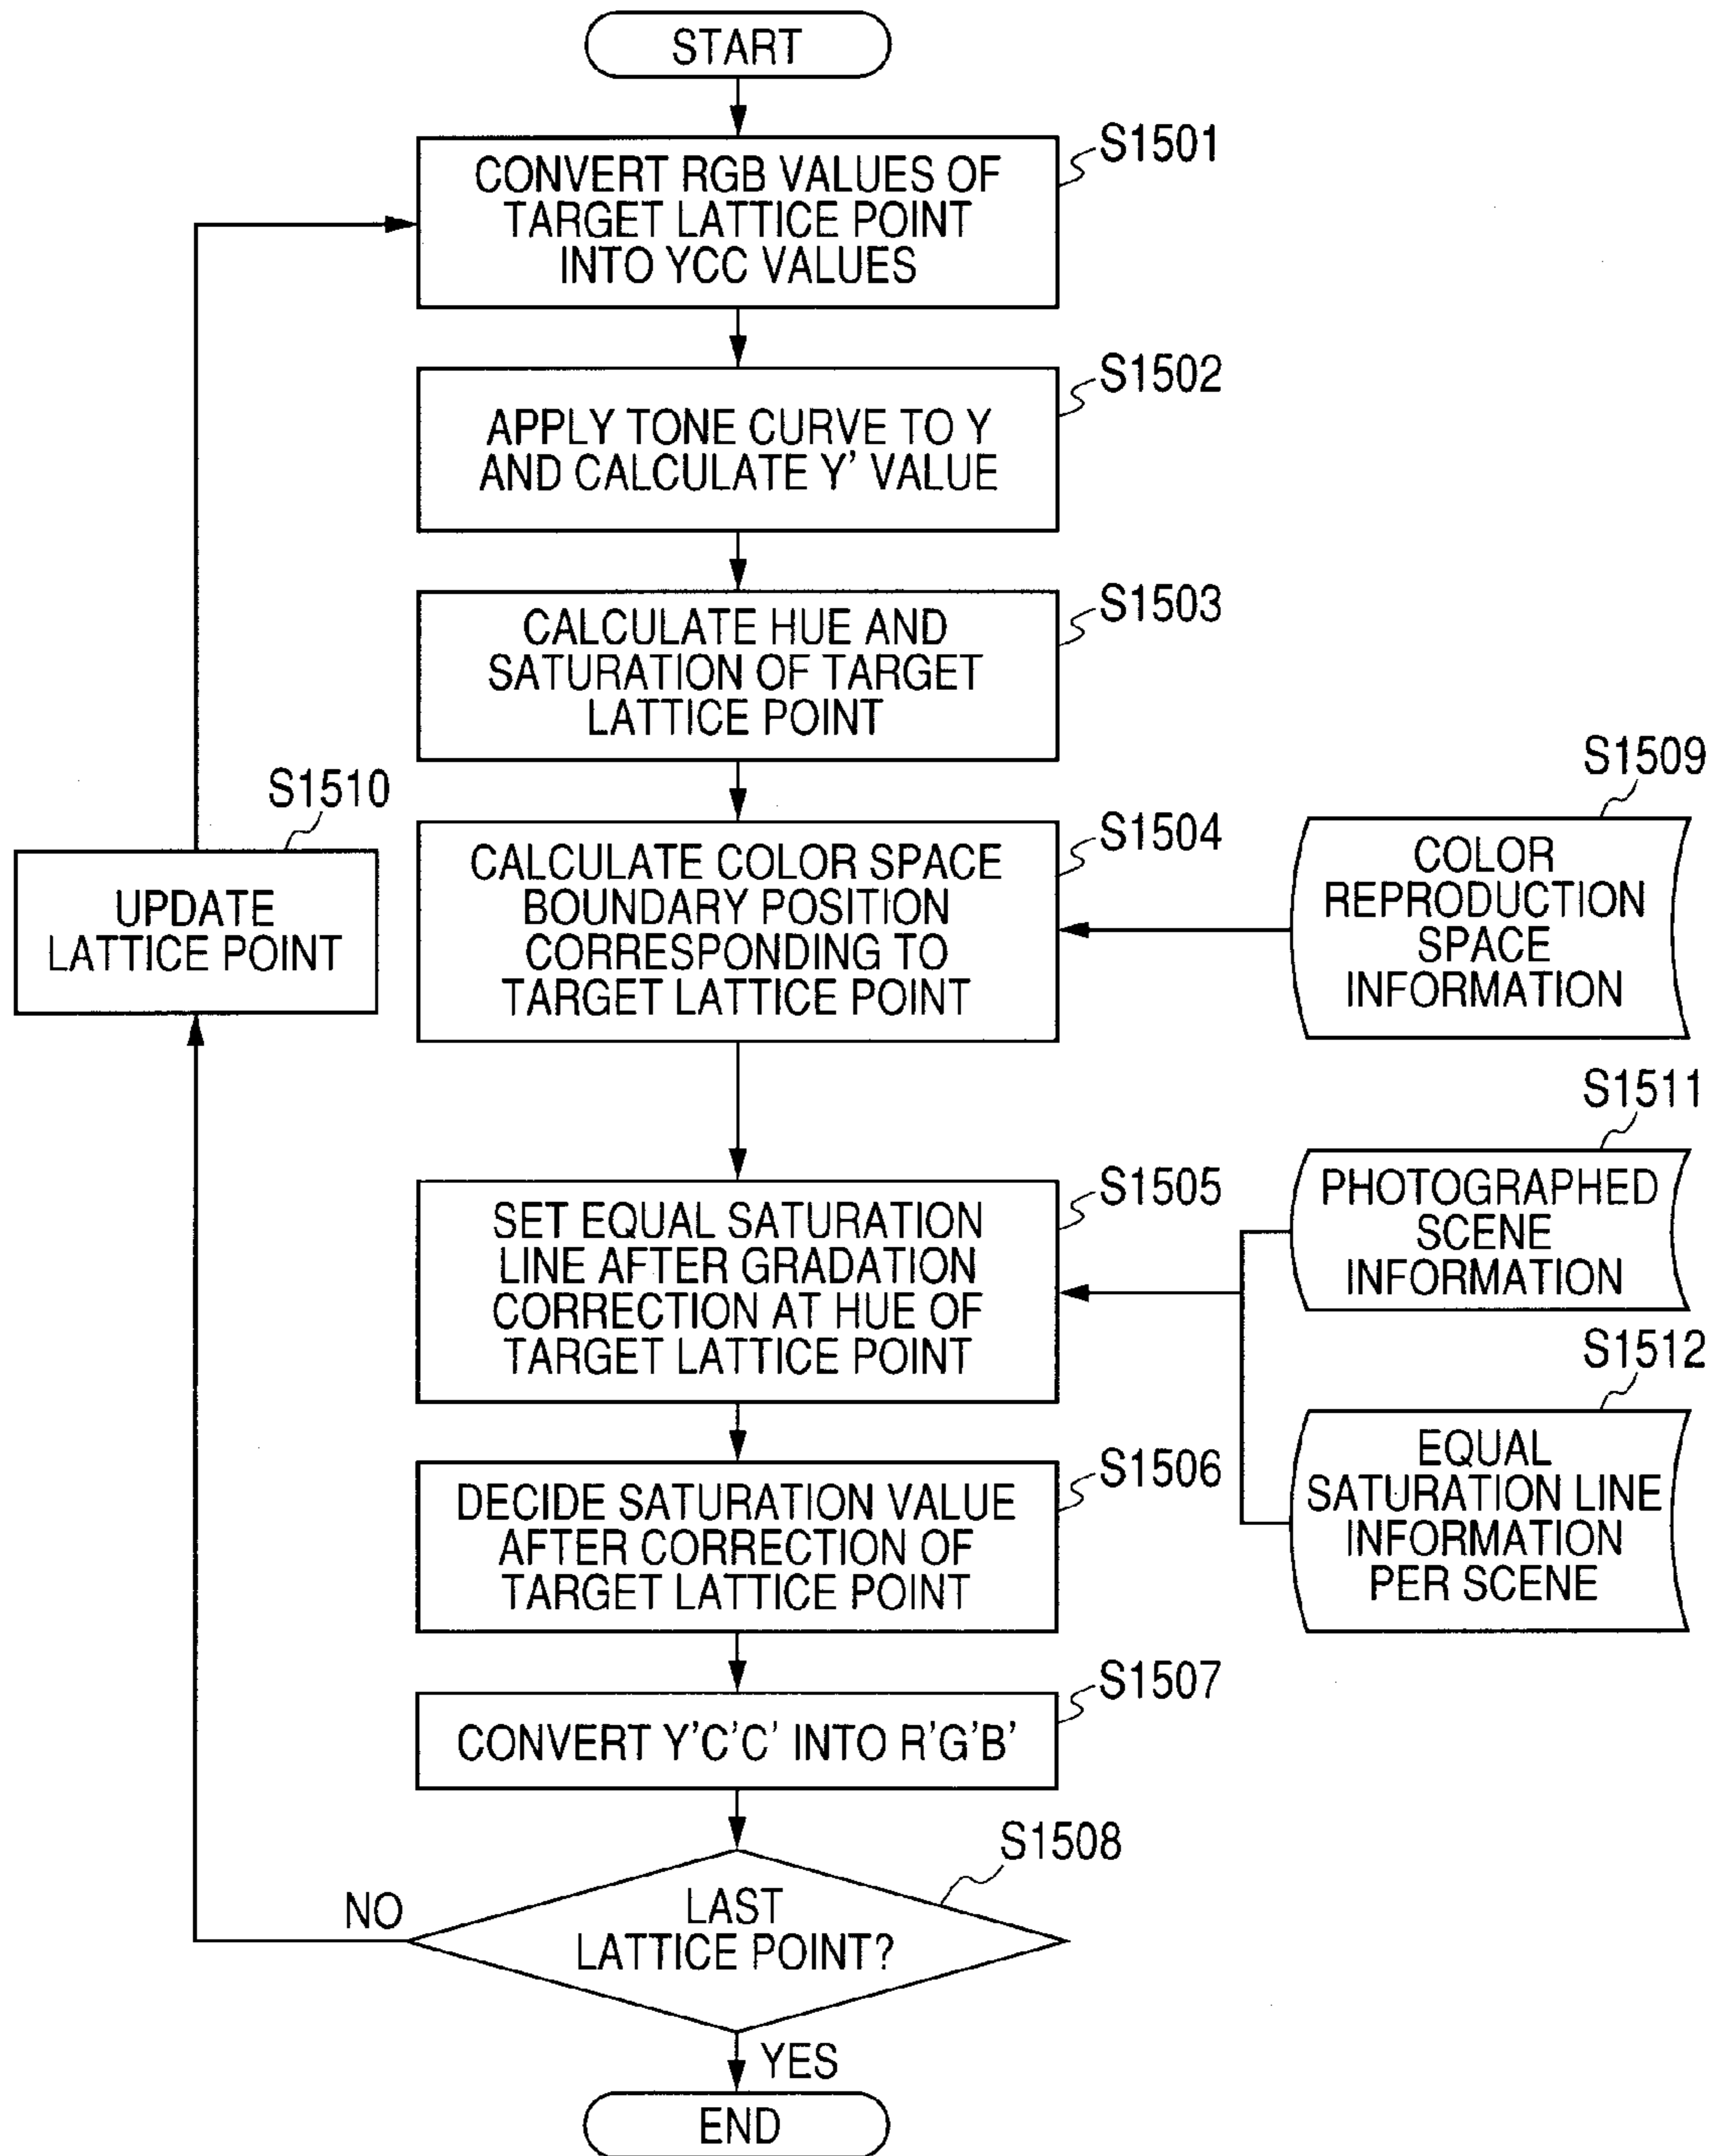 START
S1501
CONVERT RGB VALUES OF
TARGET LATTICE POINT
INTO YCC VALUES
S1502
APPLY TONE CURVE TO Y
AND CALCULATE Y' VALUE
S1503
CALCULATE HUE AND
SATURATION OF TARGET
LATTICE POINT
S1510
UPDATE
LATTICE POINT
S1504
CALCULATE COLOR SPACE
BOUNDARY POSITION
CORRESPONDING TO
TARGET LATTICE POINT
S1509
COLOR
REPRODUCTION
SPACE
INFORMATION
S1505
SET EQUAL SATURATION
LINE AFTER GRADATION
CORRECTION AT HUE OF
TARGET LATTICE POINT
S1511
PHOTOGRAPHED
SCENE
INFORMATION
S1512
EQUAL
SATURATION LINE
INFORMATION
PER SCENE
S1506
DECIDE SATURATION VALUE
AFTER CORRECTION OF
TARGET LATTICE POINT
S1507
CONVERT Y'C'C' INTO R'G'B'
S1508
LAST
LATTICE POINT?
NO
YES
END